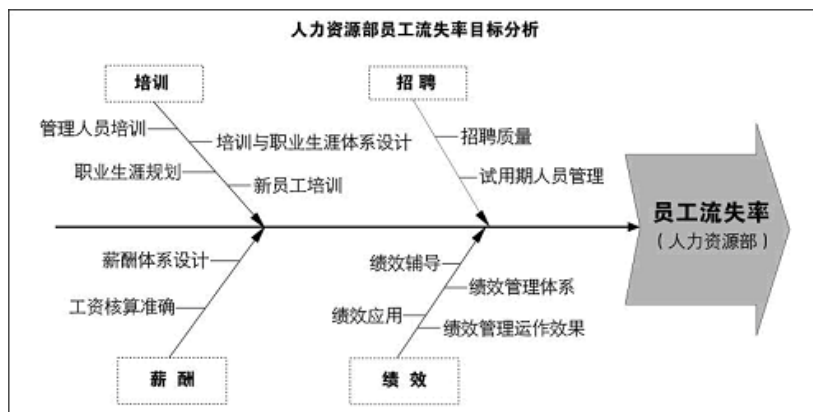 人力资源部员工流失率目标分析
培训
招聘
管理人员培训
培训与职业生涯体系设计
职业生涯规划
新员工培训
招聘质量
试用期人员管理
员工流失率
（人力资源部）
薪酬体系设计
工资核算准确
绩效辅导
绩效管理体系
绩效应用
绩效管理运作效果
薪酬
绩效